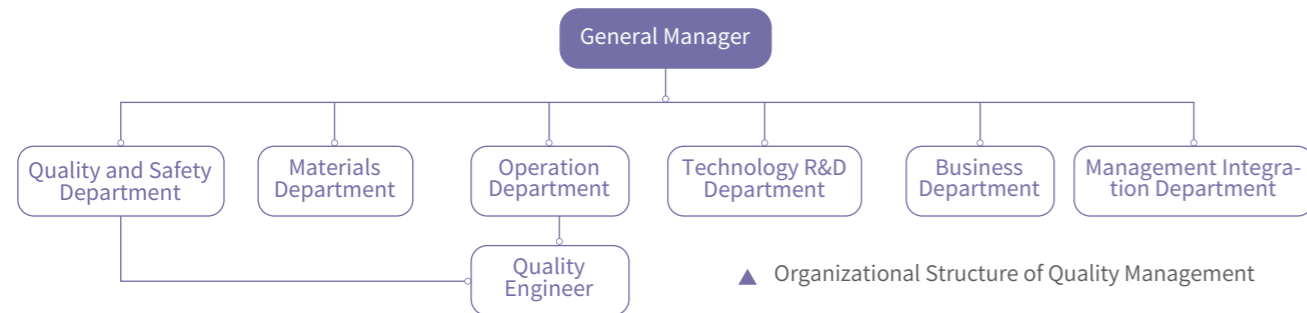 General Manager
Quality and Safety
Department
Materials
Department
Operation
Department
Technology R&D
Department
Business
Department
Management Integra-
tion Department
Quality
Engineer
▲ Organizational Structure of Quality Management